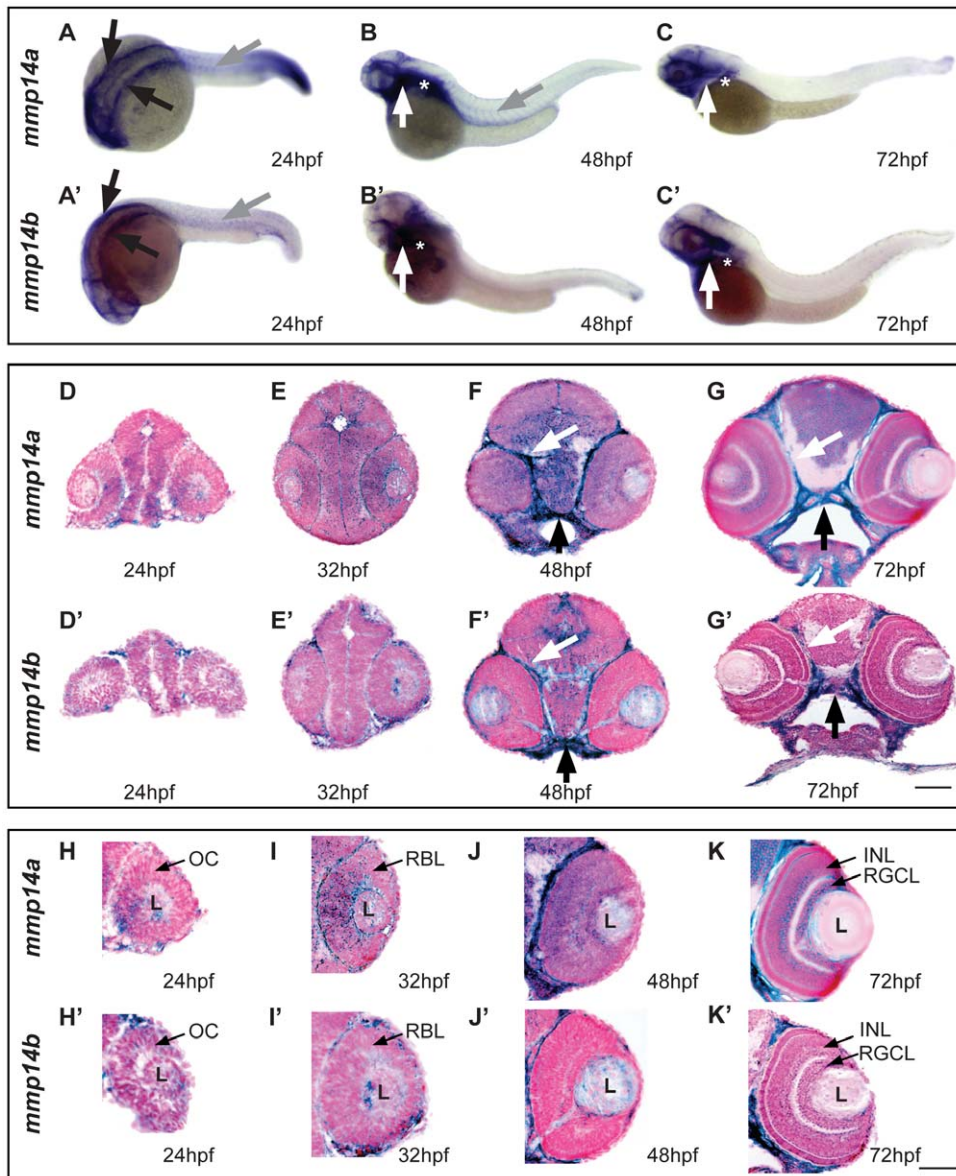 A B C
mmp14a
* *
24hpf 48hpf 72hpf
A' B' C'
mmp14b
* *
24hpf 48hpf 72hpf
D E F G
mmp14a
24hpf 32hpf 48hpf 72hpf
D' E' F' G'
mmp14b
24hpf 32hpf 48hpf 72hpf
H OC I RBL J K INL
RGCL
mmp14a
L L L L
24hpf 32hpf 48hpf 72hpf
H' OC I' RBL J' K' INL
RGCL
mmp14b
L L L L
24hpf 32hpf 48hpf 72hpf